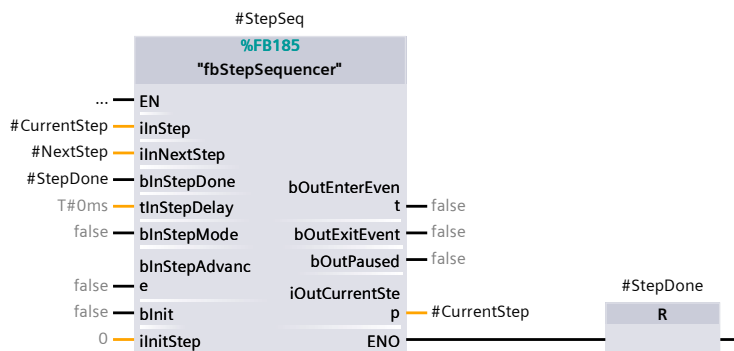 #StepSeq
%FB185
"fbStepSequencer"
... EN
#CurrentStep iInStep
#NextStep iInNextStep
#StepDone bInStepDone
bOutEnterEven
t false
T#0ms tInStepDelay
false bInStepMode
bOutExitEvent false
bOutPaused false
bInStepAdvanc
e
false
iOutCurrentSte
p #CurrentStep
false bInit
0 iInitStep
ENO
#StepDone
R